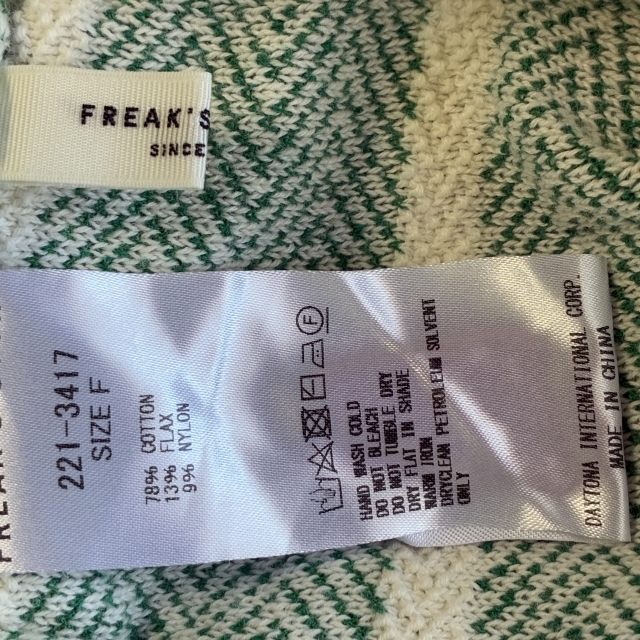 FREAK'S
SINCE
221-3417
SIZE F
78% COTTON
13% FLAX
9% NYLON
HAND WASH COLD
DO NOT BLEACH
DO NOT TUBBLE DRY
DRY FLAT IN SHADE
WARM IRON
DRYCLEAN PETROLEUM SOLVENT
ONLY
DAYTONA INTERNATIONAL CORP
MADE IN CHINA